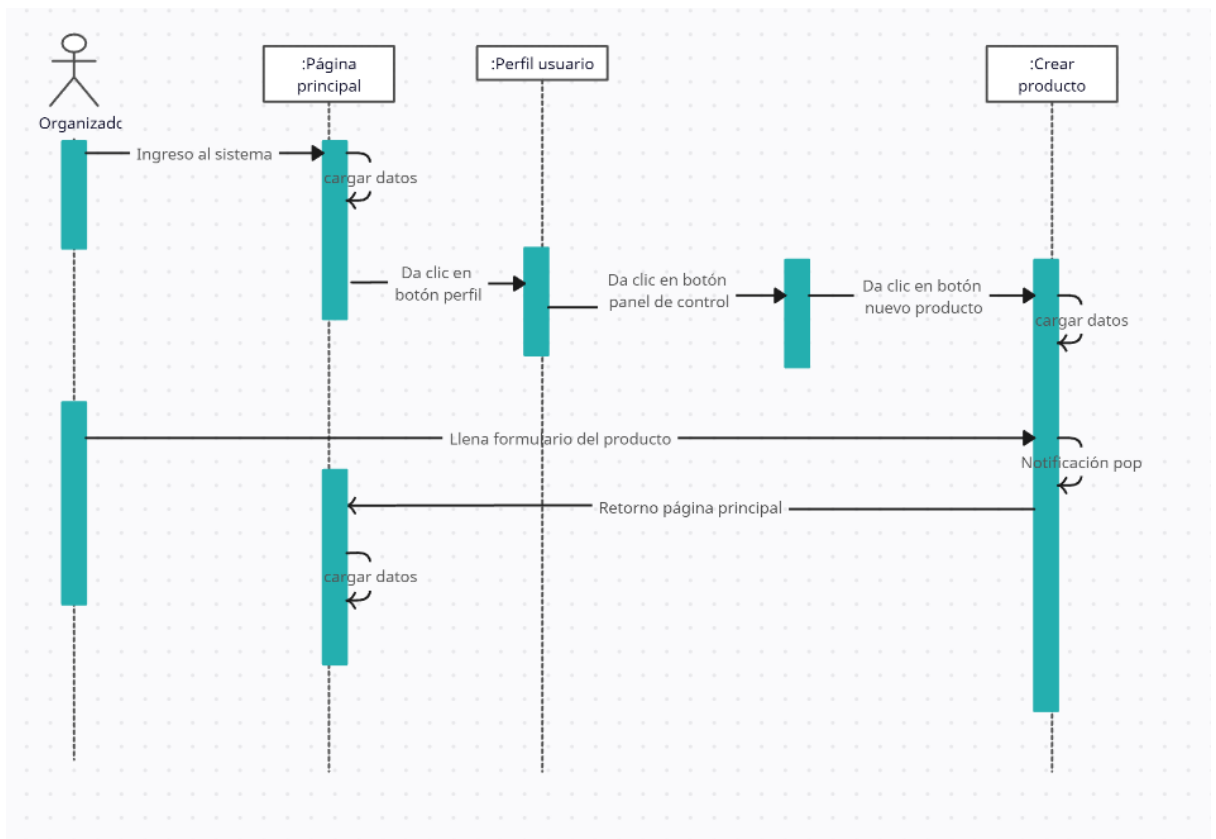 :Página
principal
:Perfil usuario
:Crear
producto
Organizadc
Ingreso al sistema
cargar datos
Da clic en
botón perfil
Da clic en botón
panel de control
Da clic en botón
nuevo producto
cargar datos
Llena formulario del producto
Notificación pop
Retorno página principal
cargar datos